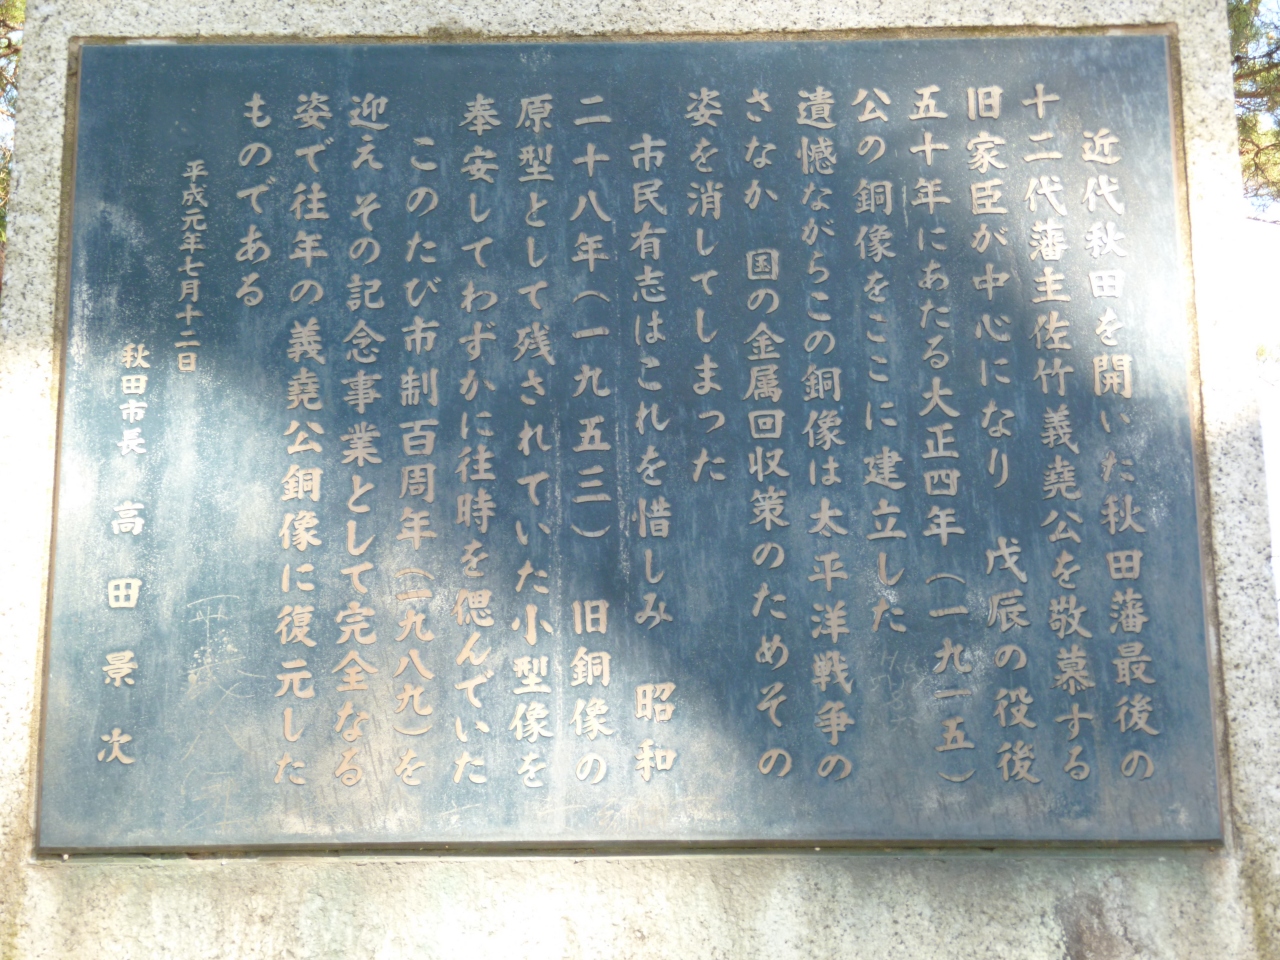 近代秋田を開いた秋田藩最後の
十二代藩主佐竹義堯公を敬慕する
旧家臣が中心になり　戊辰の役後
五十年にあたる大正四年（一九一五）
公の銅像をここに建立した
遺憾ながらこの銅像は太平洋戦争の
さなか　国の金属回収策のためその
姿を消してしまった
市民有志はこれを惜しみ　昭和
二十八年（一九五三）　旧銅像の
原型として残されていた小型像を
奉安してわずかに往時を偲んでいた
このたび市制百周年（一九八九）を
迎え その記念事業として完全なる
姿で往年の義堯公銅像に復元した
ものである
平成元年七月十二日
秋田市長　高田景次